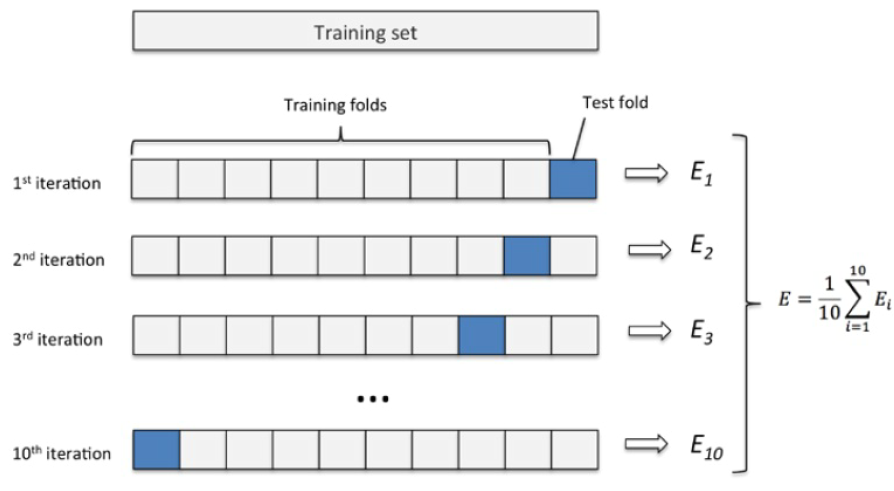 Training set
Training folds
Test fold
1st iteration
E1
2nd iteration
E2
3rd iteration
E3
E = 1/10 10∑i=1 Ei
...
10th iteration
E10